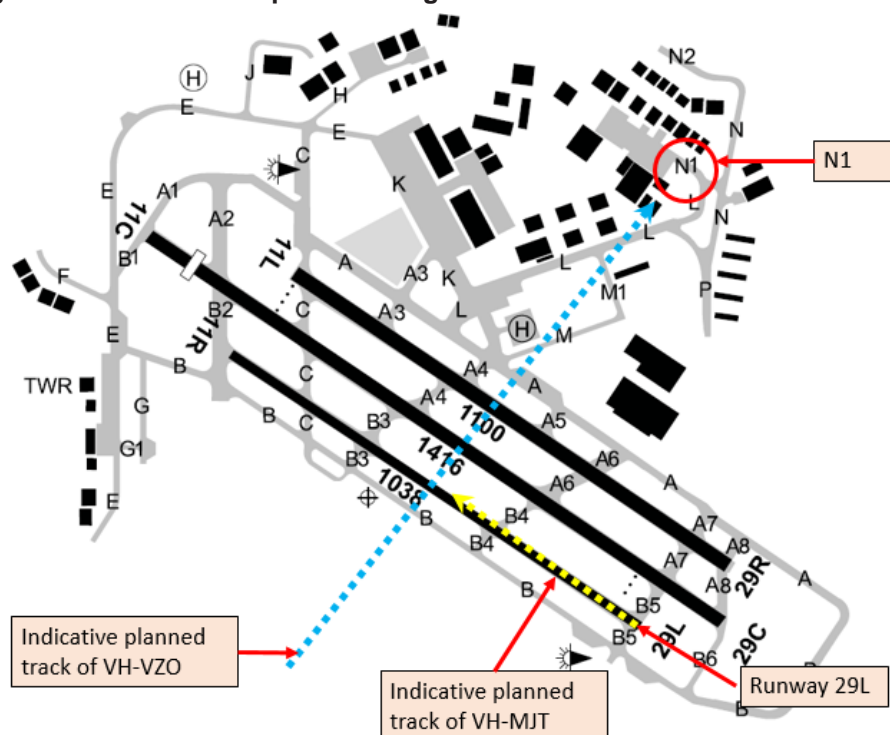 N2
H
J
E
H
N
E
C
N1
N1
K
E
A1
L
A2
N
11C
L
11L
A
B1
A3
K
L
F
M1
P
C
A3
L
B2
H
M
E
11R
A4
A
B
C
A4
TWR
1100
A5
G
B
C
B3
1416
A6
G1
B3
1038
A6
A
E
B
B4
A7
B4
A7
A8
29R
A8
A
B
B5
B5
29L
29C
B6
B
B
Indicative planned
track of VH-VZO
Indicative planned
track of VH-MJT
Runway 29L